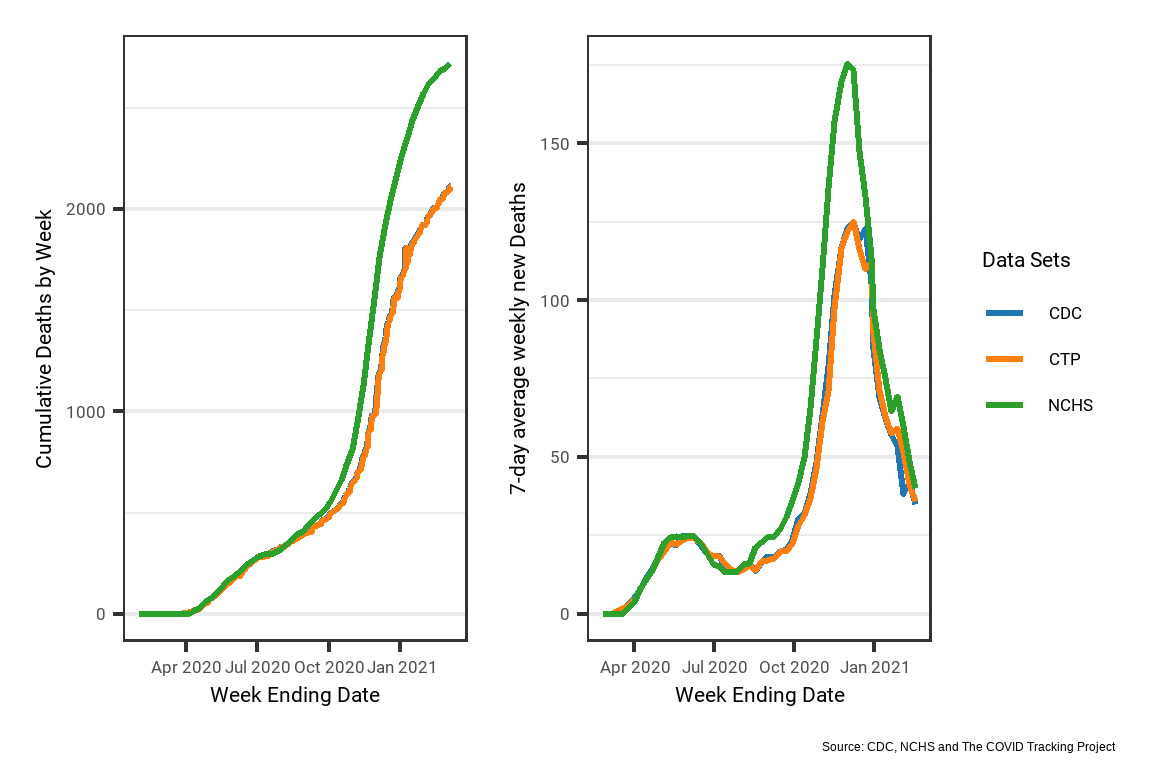 Cumulative Deaths by Week
2000
1000
0
Apr 2020 Jul 2020 Oct 2020 Jan 2021
Week Ending Date
7-day average weekly new Deaths
150
100
50
0
Apr 2020 Jul 2020 Oct 2020 Jan 2021
Week Ending Date
Data Sets
CDC
CTP
NCHS
Source: CDC, NCHS and The COVID Tracking Project